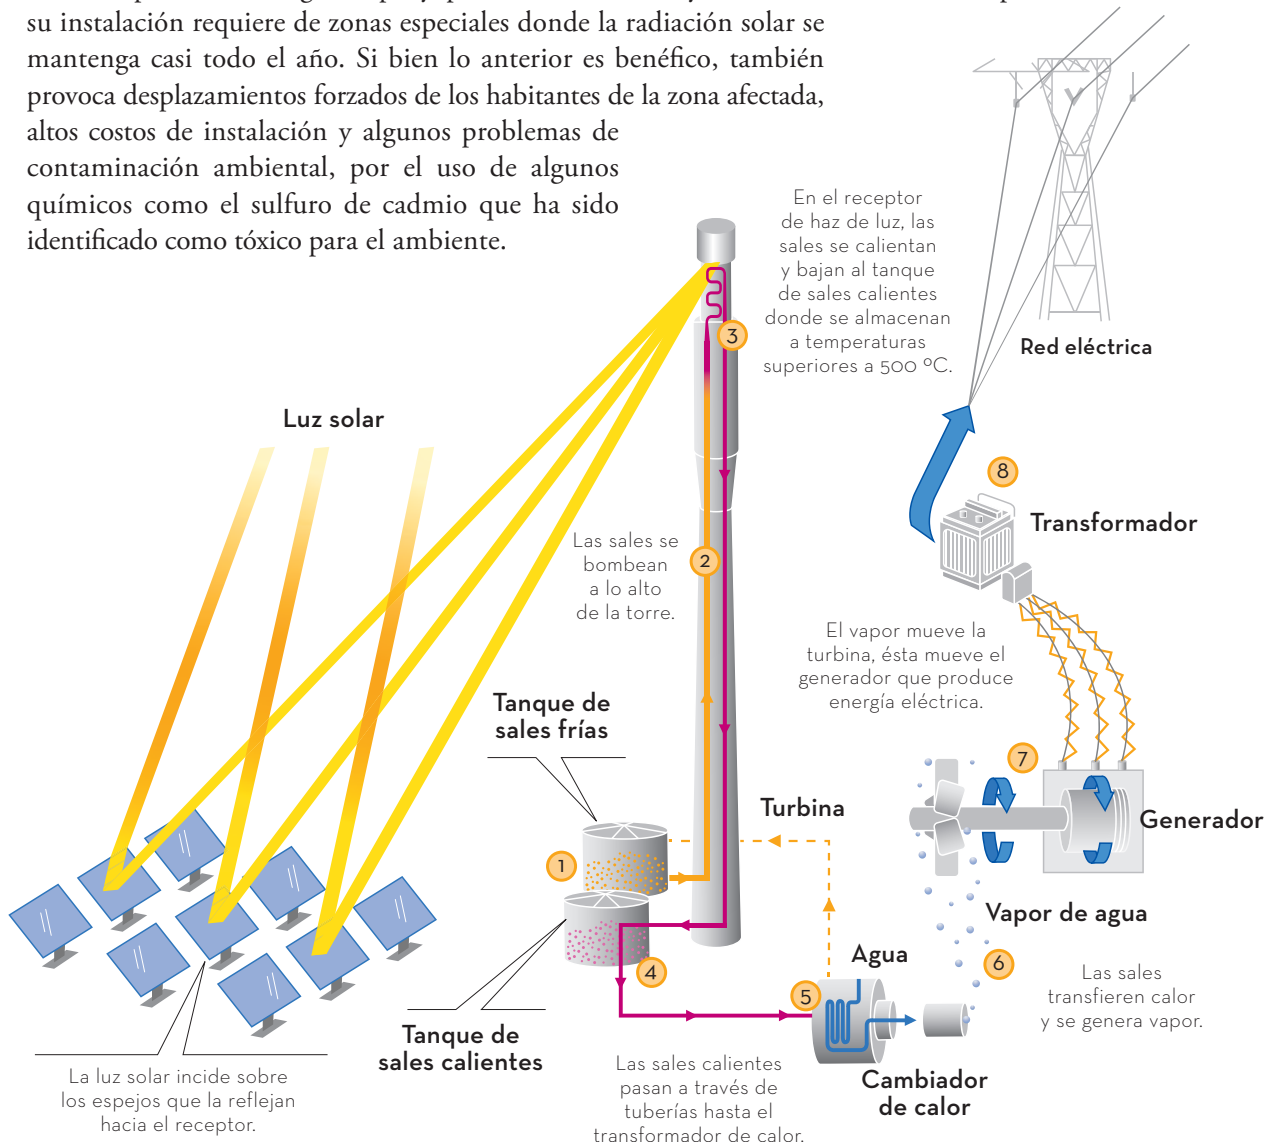 su instalación requiere de zonas especiales donde la radiación solar se
mantenga casi todo el año. Si bien lo anterior es benéfico, también
provoca desplazamientos forzados de los habitantes de la zona afectada,
altos costos de instalación y algunos problemas de
contaminación ambiental, por el uso de algunos
químicos como el sulfuro de cadmio que ha sido
identificado como tóxico para el ambiente.
En el receptor
de haz de luz, las
sales se calientan
y bajan al tanque
de sales calientes
donde se almacenan
a temperaturas
superiores a 500 ºC.
3
Red eléctrica
Luz solar
8
Transformador
Las sales se
bombean
a lo alto
de la torre.
2
El vapor mueve la
turbina, ésta mueve el
generador que produce
energía eléctrica.
Tanque de
sales frías
7
Turbina
Generador
1
Vapor de agua
4
Agua
5
6
Las sales
transfieren calor
y se genera vapor.
Tanque de
sales calientes
La luz solar incide sobre
los espejos que la reflejan
hacia el receptor.
Las sales calientes
pasan a través de
tuberías hasta el
transformador de calor.
Cambiador
de calor